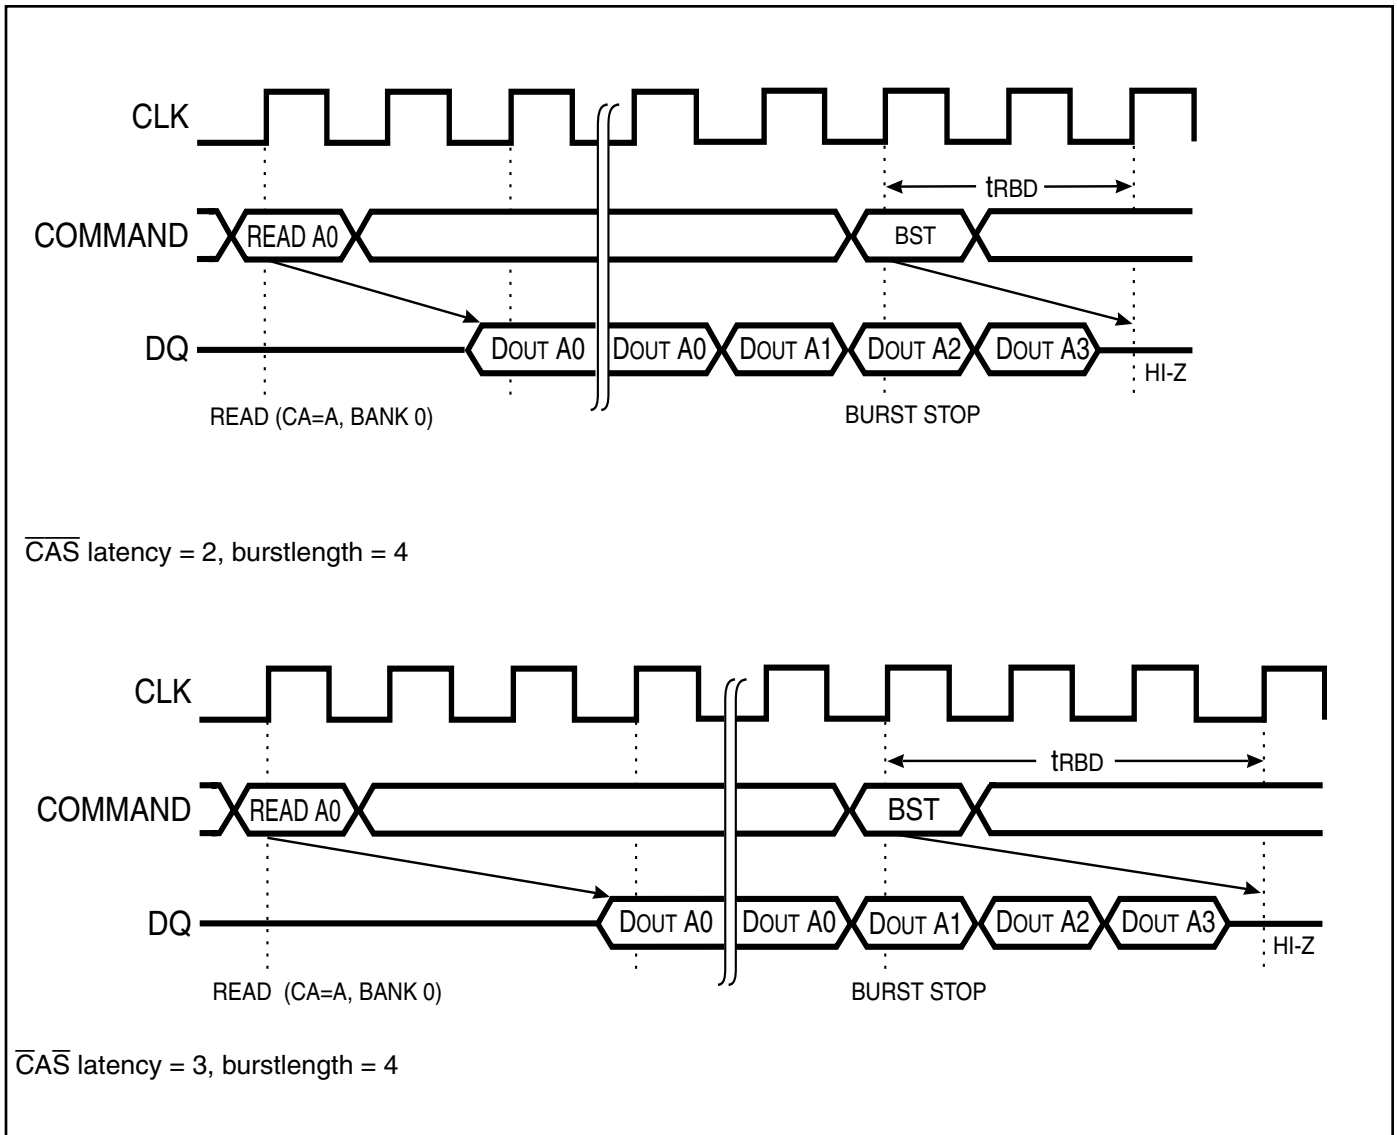 CLK
tRBD
COMMAND READ A0 BST
DQ DOUT A0 DOUT A0 DOUT A1 DOUT A2 DOUT A3
HI-Z
READ (CA=A, BANK 0) BURST STOP
C̅A̅S̅ latency = 2, burstlength = 4
CLK
tRBD
COMMAND READ A0 BST
DQ DOUT A0 DOUT A0 DOUT A1 DOUT A2 DOUT A3
HI-Z
READ (CA=A, BANK 0) BURST STOP
C̅AS̅ latency = 3, burstlength = 4